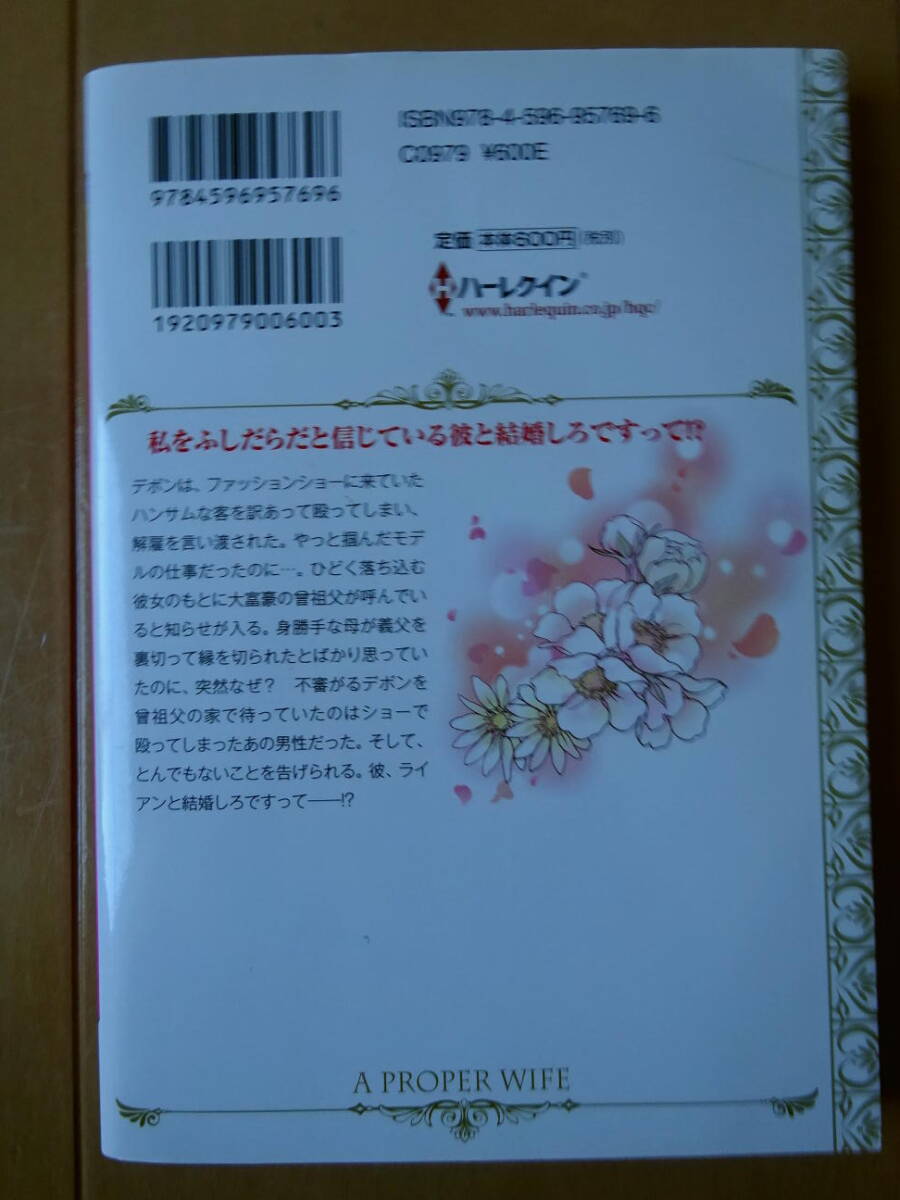 ISBN978-4-596-95769-6
C0979 ¥600E
9784596957696
定価 本体600円(税別)
1920979006003
ハーレクイン®
www.harlequin.co.jp/hqc/
私をふしだらだと信じている彼と結婚しろですって!?
デボンは、ファッションショーに来ていた
ハンサムな客を訳あって殴ってしまい、
解雇を言い渡された。やっと掴んだモデ
ルの仕事だったのに…。ひどく落ち込む
彼女のもとに大富豪の曾祖父が呼んでい
ると知らせが入る。身勝手な母が義父を
裏切って縁を切られたとばかり思ってい
たのに、突然なぜ? 不審がるデボンを
曾祖父の家で待っていたのはショーで
殴ってしまったあの男性だった。そして、
とんでもないことを告げられる。彼、ライ
アンと結婚しろですって――!?
A PROPER WIFE